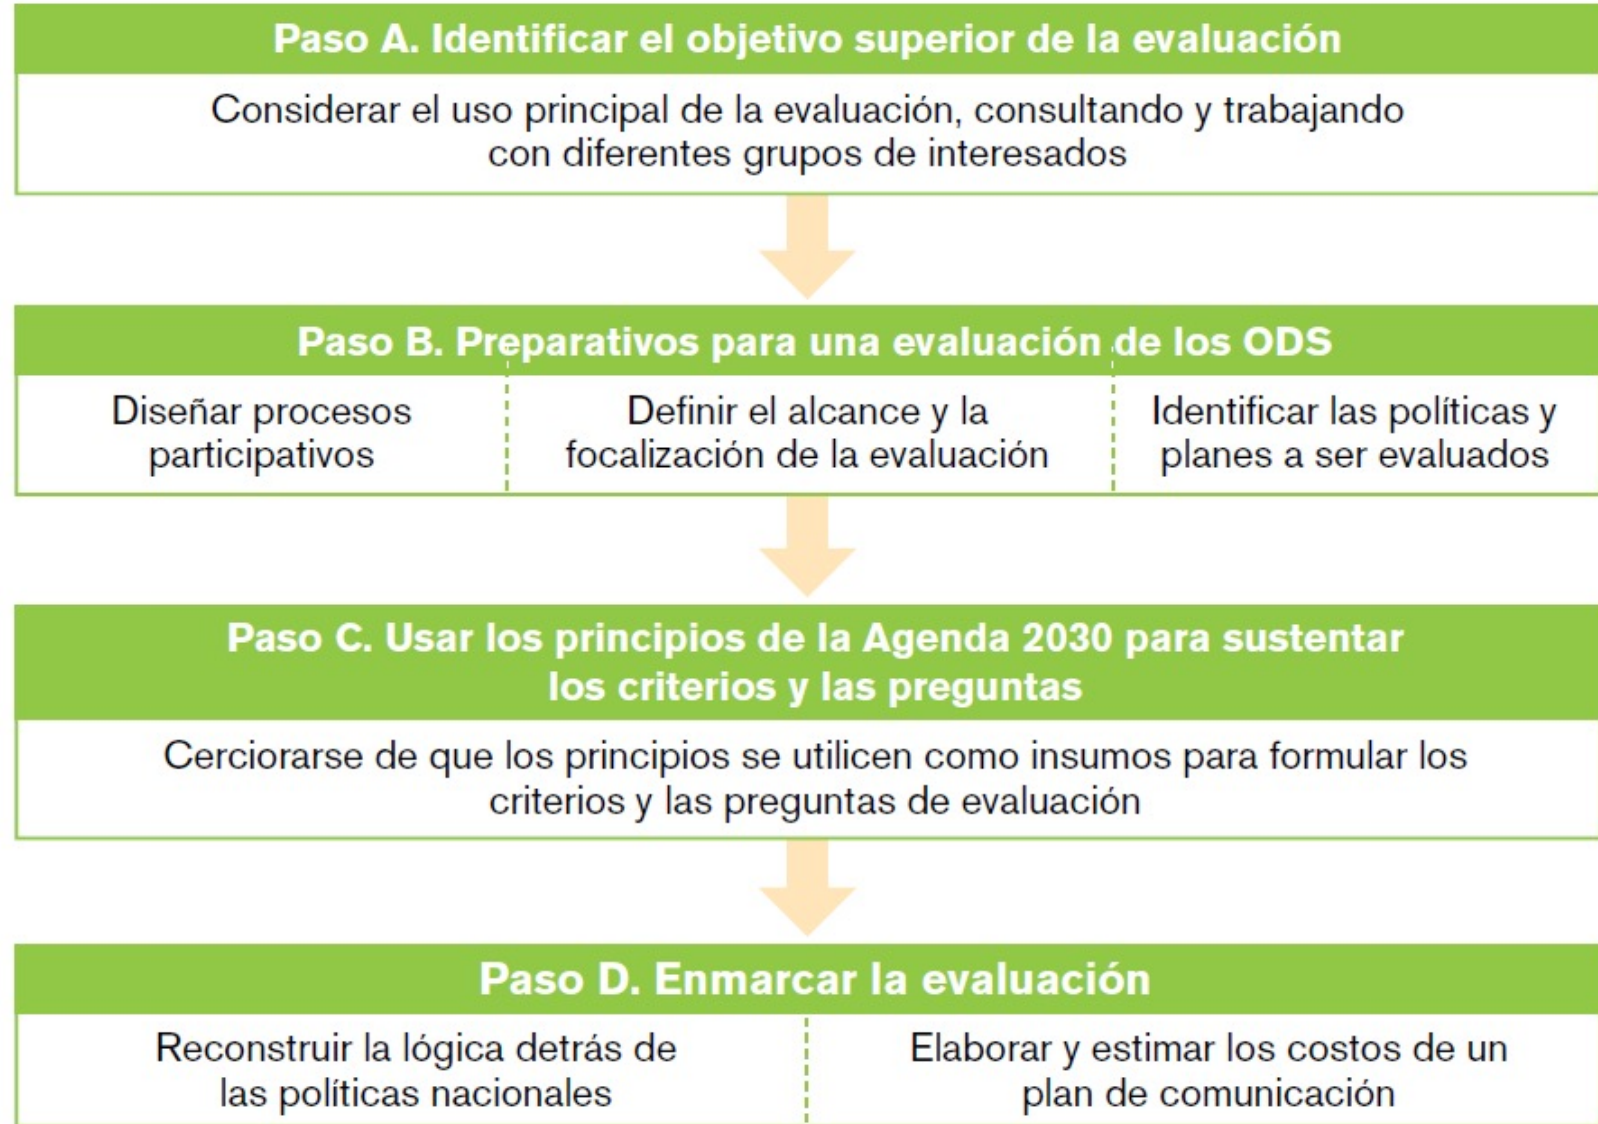 Paso A. Identificar el objetivo superior de la evaluación
Considerar el uso principal de la evaluación, consultando y trabajando
con diferentes grupos de interesados
Paso B. Preparativos para una evaluación de los ODS
Diseñar procesos
participativos
Definir el alcance y la
focalización de la evaluación
Identificar las políticas y
planes a ser evaluados
Paso C. Usar los principios de la Agenda 2030 para sustentar
los criterios y las preguntas
Cerciorarse de que los principios se utilicen como insumos para formular los
criterios y las preguntas de evaluación
Paso D. Enmarcar la evaluación
Reconstruir la lógica detrás de
las políticas nacionales
Elaborar y estimar los costos de un
plan de comunicación